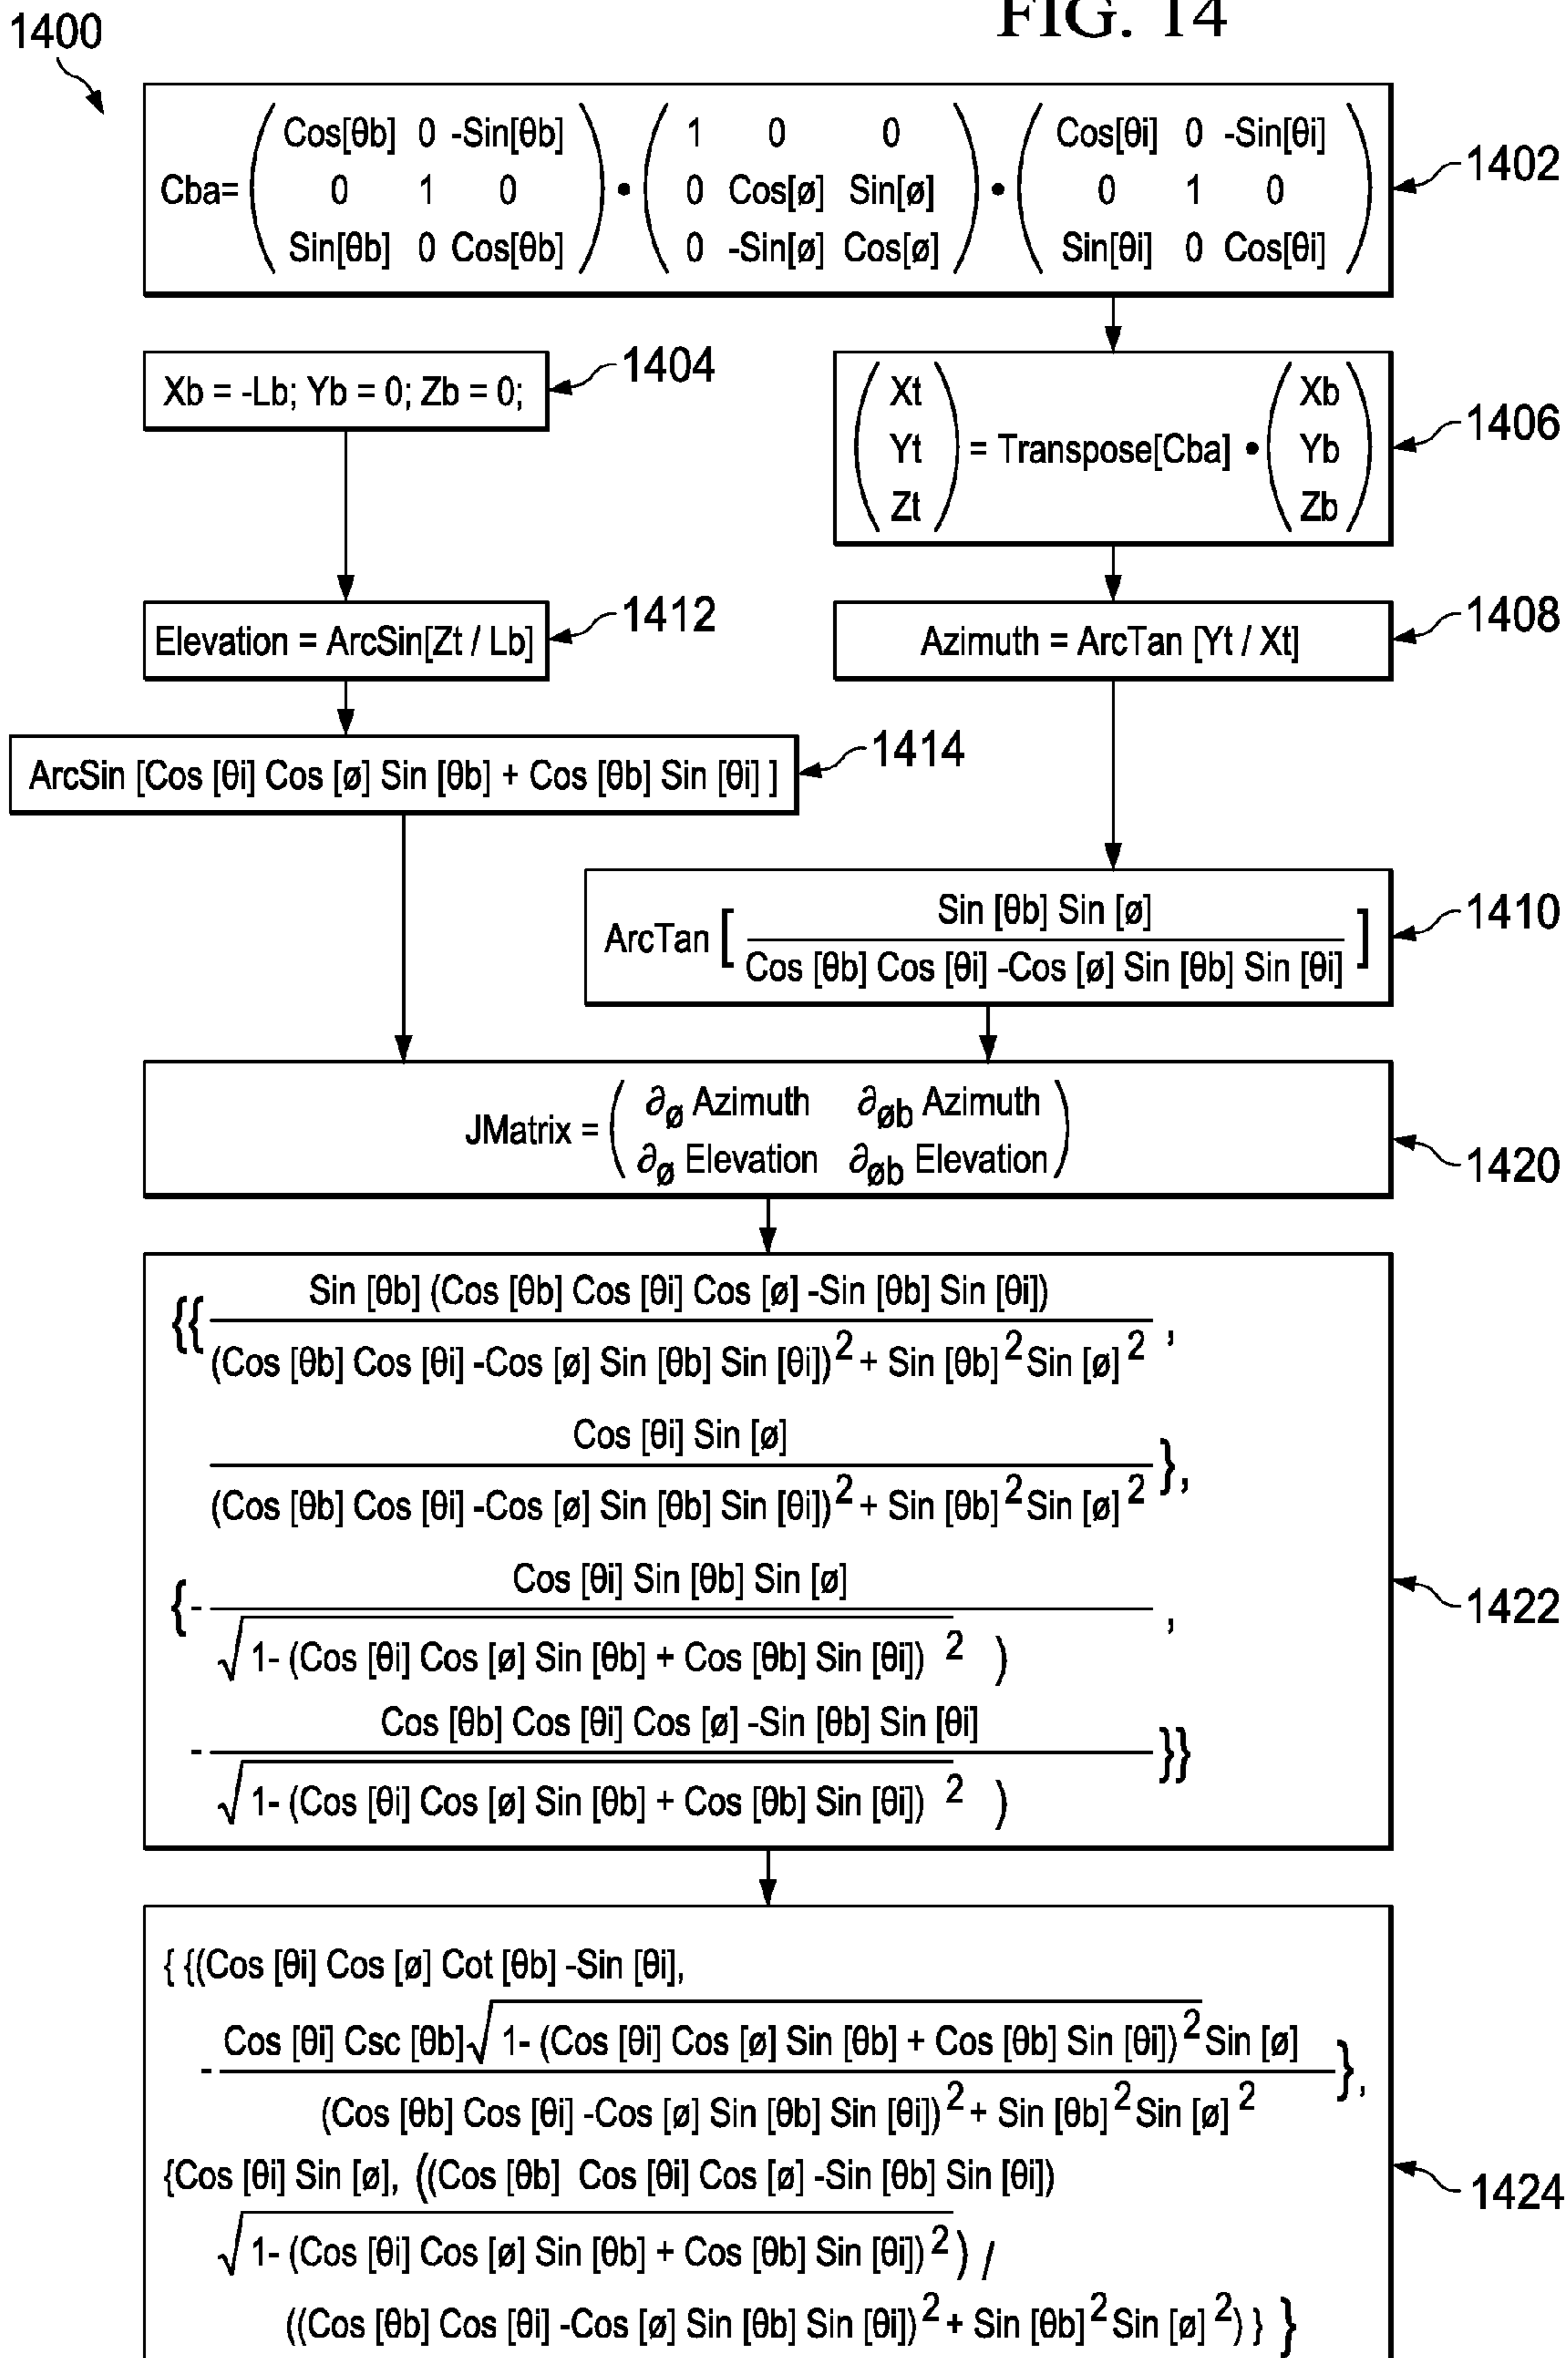 FIG. 14
1400
Cba= ( Cos[θb] 0 -Sin[θb] ) • ( 1 0 0 ) • ( Cos[θi] 0 -Sin[θi] )
0 1 0 0 Cos[ø] Sin[ø] 0 1 0
Sin[θb] 0 Cos[θb] 0 -Sin[ø] Cos[ø] Sin[θi] 0 Cos[θi]
1402
Xb = -Lb; Yb = 0; Zb = 0;
1404
Xt Xb
( Yt ) = Transpose[Cba] • ( Yb )
Zt Zb
1406
Elevation = ArcSin[Zt / Lb]
1412
Azimuth = ArcTan [Yt / Xt]
1408
ArcSin [Cos [θi] Cos [ø] Sin [θb] + Cos [θb] Sin [θi] ]
1414
Sin [θb] Sin [ø]
ArcTan [ ]
Cos [θb] Cos [θi] -Cos [ø] Sin [θb] Sin [θi]
1410
∂ø Azimuth ∂øb Azimuth
JMatrix = ( )
∂ø Elevation ∂øb Elevation
1420
Sin [θb] (Cos [θb] Cos [θi] Cos [ø] -Sin [θb] Sin [θi])
{{ ,
(Cos [θb] Cos [θi] -Cos [ø] Sin [θb] Sin [θi])2 + Sin [θb]2 Sin [ø]2
Cos [θi] Sin [ø]
},
(Cos [θb] Cos [θi] -Cos [ø] Sin [θb] Sin [θi])2 + Sin [θb]2 Sin [ø]2
Cos [θi] Sin [θb] Sin [ø]
{- ,
√1- (Cos [θi] Cos [ø] Sin [θb] + Cos [θb] Sin [θi]) 2 )
Cos [θb] Cos [θi] Cos [ø] -Sin [θb] Sin [θi]
- }}
√1- (Cos [θi] Cos [ø] Sin [θb] + Cos [θb] Sin [θi]) 2 )
1422
{ {(Cos [θi] Cos [ø] Cot [θb] -Sin [θi],
Cos [θi] Csc [θb]√1- (Cos [θi] Cos [ø] Sin [θb] + Cos [θb] Sin [θi])2 Sin [ø]
- },
(Cos [θb] Cos [θi] -Cos [ø] Sin [θb] Sin [θi])2 + Sin [θb]2 Sin [ø] 2
{Cos [θi] Sin [ø], ((Cos [θb] Cos [θi] Cos [ø] -Sin [θb] Sin [θi])
√1- (Cos [θi] Cos [ø] Sin [θb] + Cos [θb] Sin [θi])2) /
((Cos [θb] Cos [θi] -Cos [ø] Sin [θb] Sin [θi])2 + Sin [θb]2 Sin [ø] 2) } }
1424